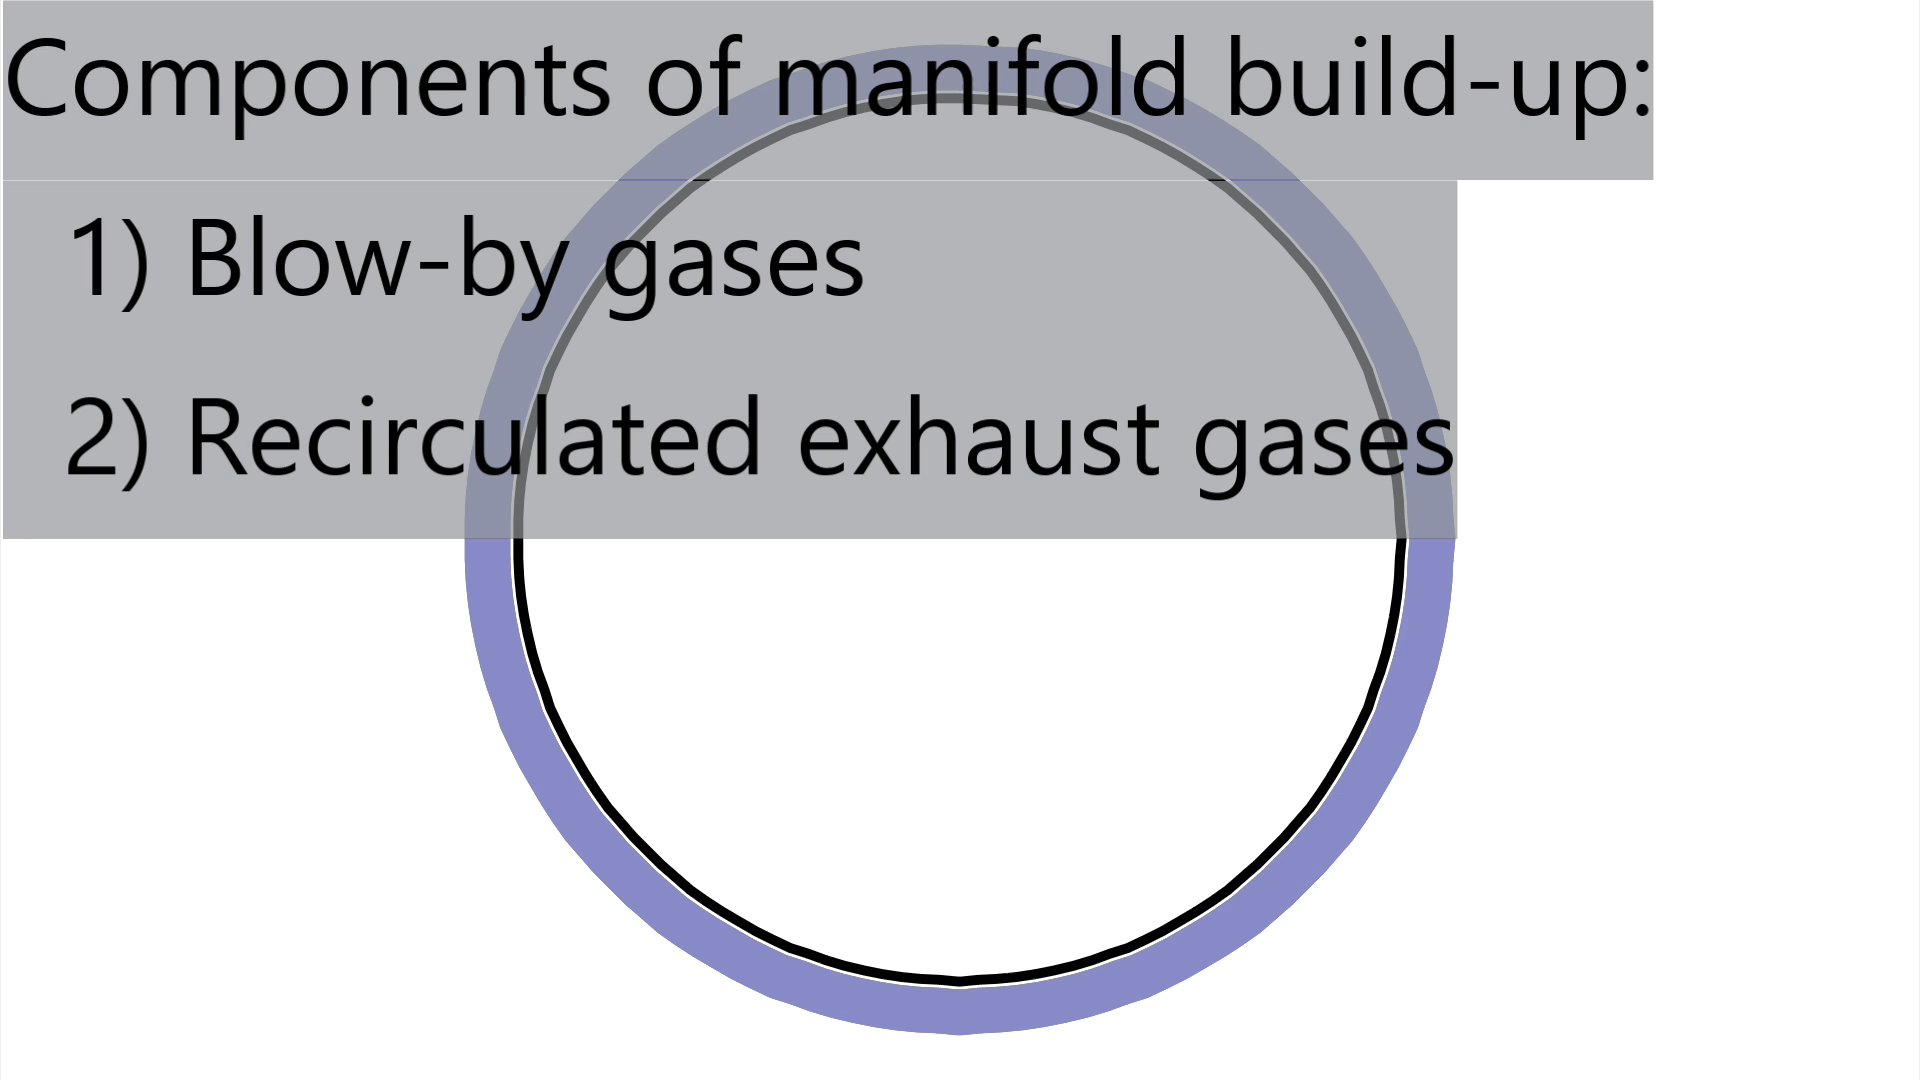 Components of manifold build-up:
1) Blow-by gases
2) Recirculated exhaust gases